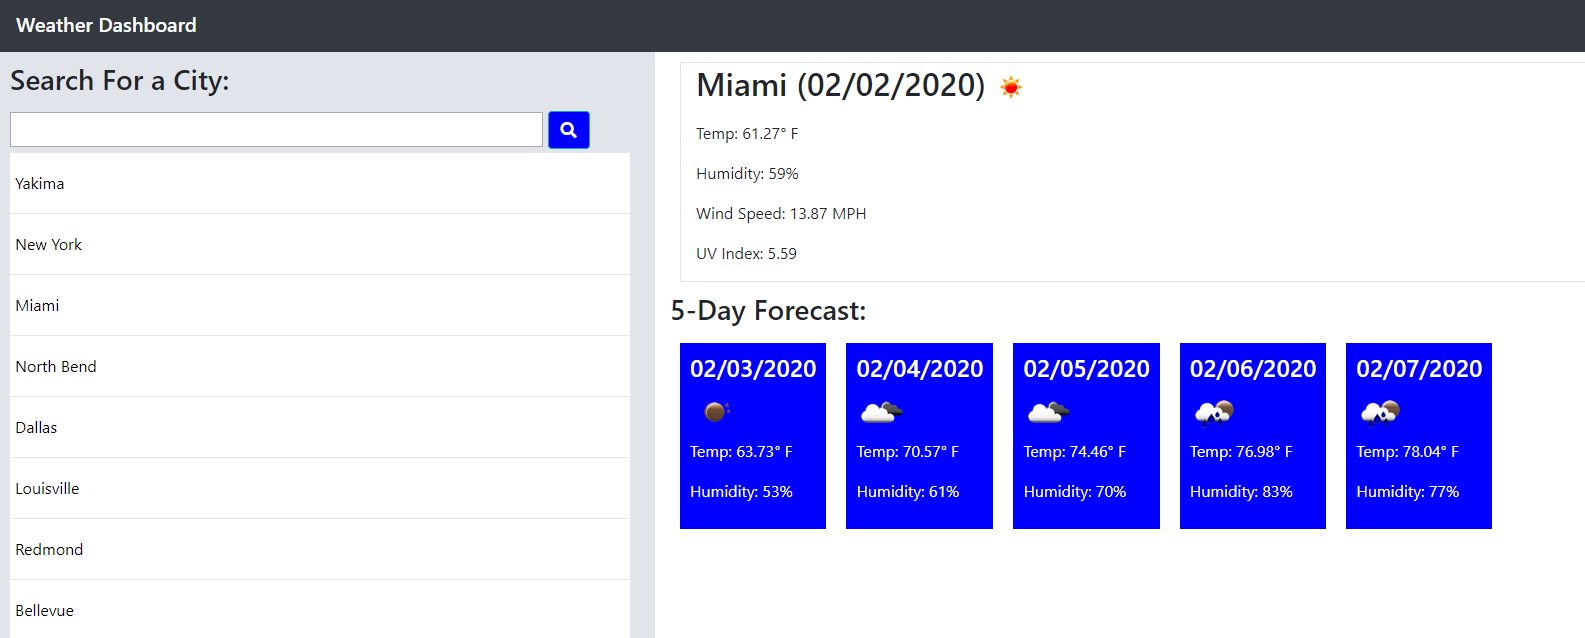 Weather Dashboard
Search For a City:
Yakima
New York
Miami
North Bend
Dallas
Louisville
Redmond
Bellevue
Miami (02/02/2020)
Temp: 61.27° F
Humidity: 59%
Wind Speed: 13.87 MPH
UV Index: 5.59
5-Day Forecast:
02/03/2020
Temp: 63.73° F
Humidity: 53%
02/04/2020
Temp: 70.57° F
Humidity: 61%
02/05/2020
Temp: 74.46° F
Humidity: 70%
02/06/2020
Temp: 76.98° F
Humidity: 83%
02/07/2020
Temp: 78.04° F
Humidity: 77%